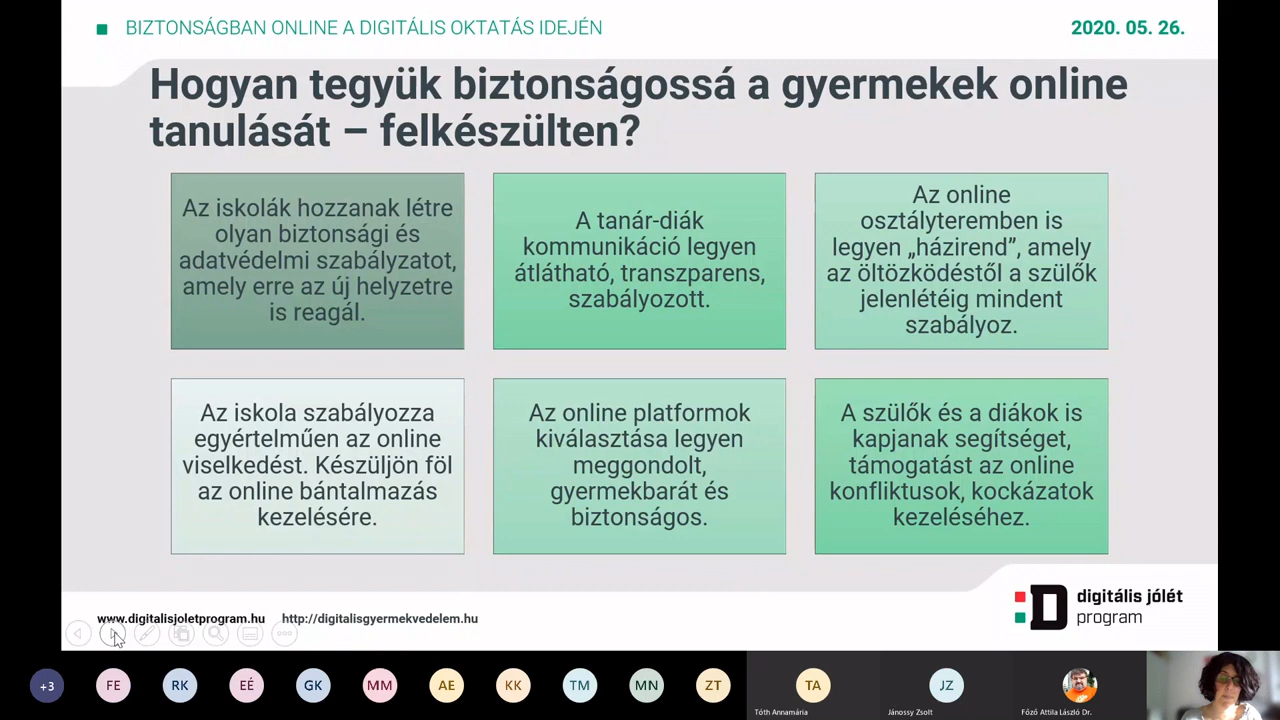 BIZTONSÁGBAN ONLINE A DIGITÁLIS OKTATÁS IDEJÉN
2020. 05. 26.
Hogyan tegyük biztonságossá a gyermekek online
tanulását – felkészülten?
Az iskolák hozzanak létre
olyan biztonsági és
adatvédelmi szabályzatot,
amely erre az új helyzetre
is reagál.
A tanár-diák
kommunikáció legyen
átlátható, transzparens,
szabályozott.
Az online
osztályteremben is
legyen „házirend”, amely
az öltözködéstől a szülők
jelenlétéig mindent
szabályoz.
Az iskola szabályozza
egyértelműen az online
viselkedést. Készüljön föl
az online bántalmazás
kezelésére.
Az online platformok
kiválasztása legyen
meggondolt,
gyermekbarát és
biztonságos.
A szülők és a diákok is
kapjanak segítséget,
támogatást az online
konfliktusok, kockázatok
kezeléséhez.
www.digitalisjoletprogram.hu
http://digitalisgyermekvedelem.hu
digitális jólét
program
+3
FE
RK
EÉ
GK
MM
AE
KK
TM
MN
ZT
TA
JZ
Tóth Annamária
Jánossy Zsolt
Főző Attila László Dr.